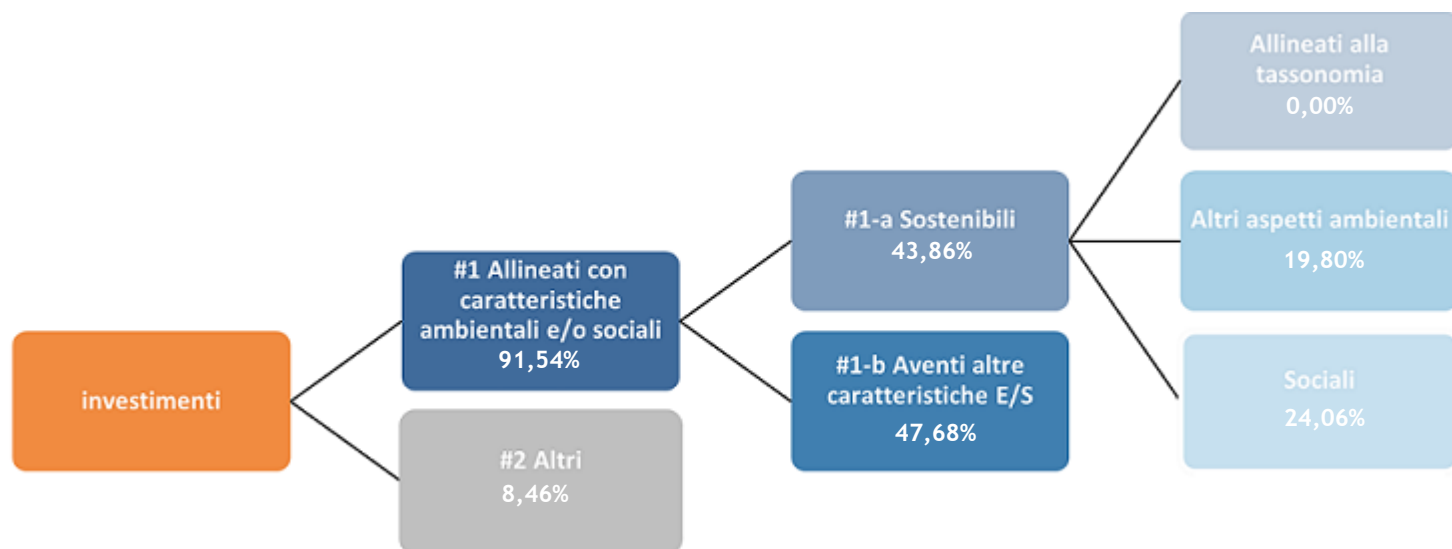 investimenti
#1 Allineati con
caratteristiche
ambientali e/o sociali
91,54%
#2 Altri
8,46%
#1-a Sostenibili
43,86%
#1-b Aventi altre
caratteristiche E/S
47,68%
Allineati alla
tassonomia
0,00%
Altri aspetti ambientali
19,80%
Sociali
24,06%